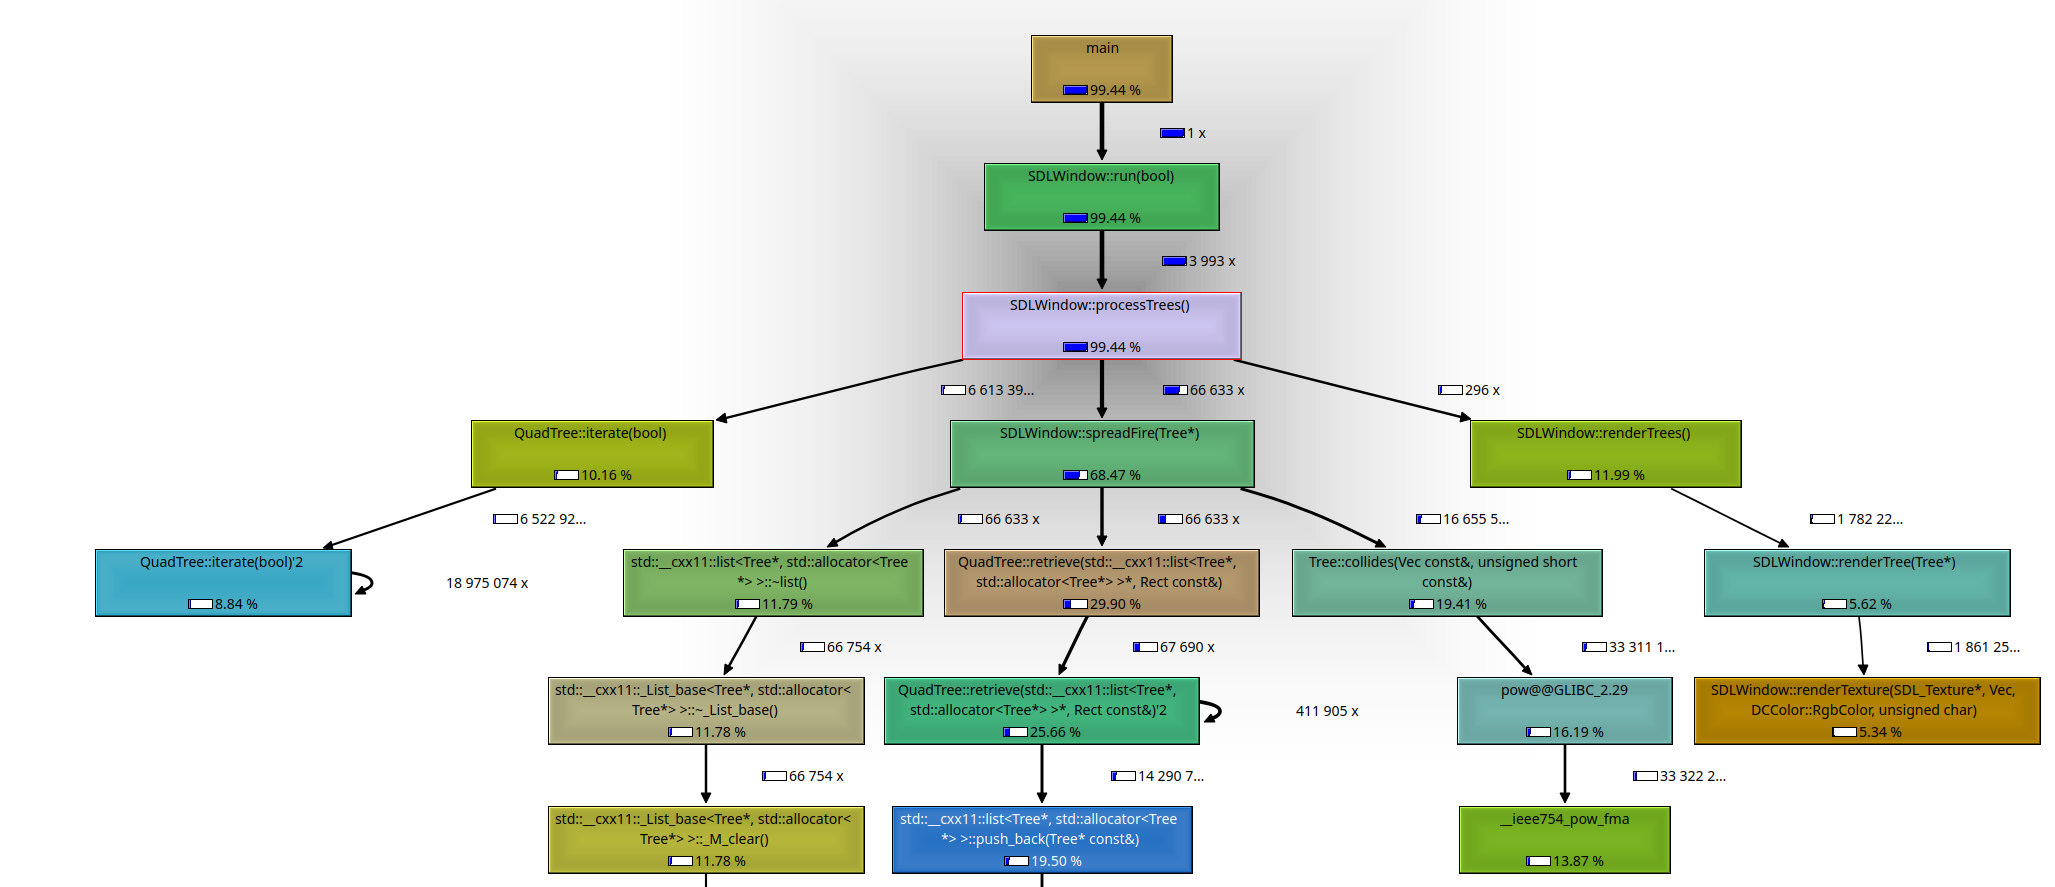 main
99.44 %
1 x
SDLWindow::run(bool)
99.44 %
3 993 x
SDLWindow::processTrees()
99.44 %
6 613 39...
66 633 x
296 x
QuadTree::iterate(bool)
10.16 %
SDLWindow::spreadFire(Tree*)
68.47 %
SDLWindow::renderTrees()
11.99 %
6 522 92...
66 633 x
66 633 x
16 655 5...
1 782 22...
QuadTree::iterate(bool)'2
8.84 %
18 975 074 x
std::__cxx11::list<Tree*, std::allocator<Tree
*> >::~list()
11.79 %
QuadTree::retrieve(std::__cxx11::list<Tree*,
std::allocator<Tree*> >*, Rect const&)
29.90 %
Tree::collides(Vec const&, unsigned short
const&)
19.41 %
SDLWindow::renderTree(Tree*)
5.62 %
66 754 x
67 690 x
33 311 1...
1 861 25...
std::__cxx11::_List_base<Tree*, std::allocator<
Tree*> >::~_List_base()
11.78 %
QuadTree::retrieve(std::__cxx11::list<Tree*,
std::allocator<Tree*> >*, Rect const&)'2
25.66 %
411 905 x
pow@@GLIBC_2.29
16.19 %
SDLWindow::renderTexture(SDL_Texture*, Vec,
DCColor::RgbColor, unsigned char)
5.34 %
66 754 x
14 290 7...
33 322 2...
std::__cxx11::_List_base<Tree*, std::allocator<
Tree*> >::_M_clear()
11.78 %
std::__cxx11::list<Tree*, std::allocator<Tree
*> >::push_back(Tree* const&)
19.50 %
__ieee754_pow_fma
13.87 %